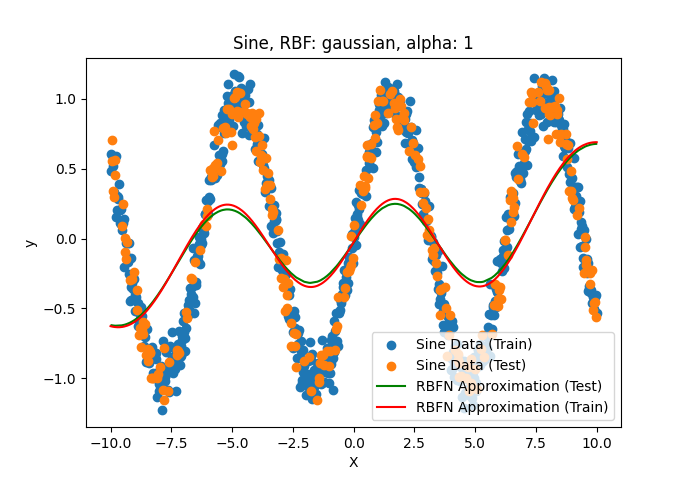 Sine, RBF: gaussian, alpha: 1
1.0
0.5
0.0
−0.5
−1.0
y
−10.0 −7.5 −5.0 −2.5 0.0 2.5 5.0 7.5 10.0
X
Sine Data (Train)
Sine Data (Test)
RBFN Approximation (Test)
RBFN Approximation (Train)